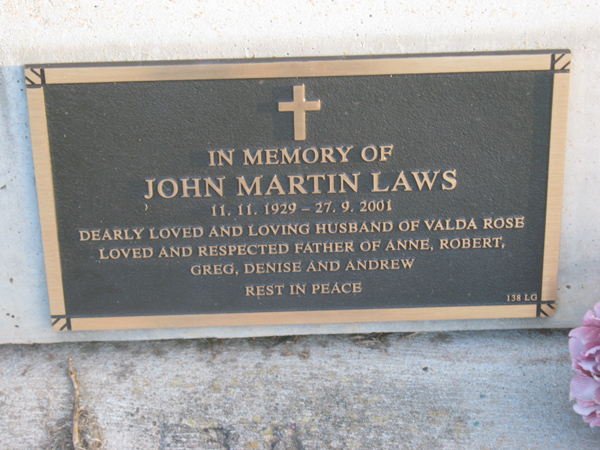 IN MEMORY OF
JOHN MARTIN LAWS
11. 11. 1929 – 27. 9. 2001
DEARLY LOVED AND LOVING HUSBAND OF VALDA ROSE
LOVED AND RESPECTED FATHER OF ANNE, ROBERT,
GREG, DENISE AND ANDREW
REST IN PEACE
138 LG